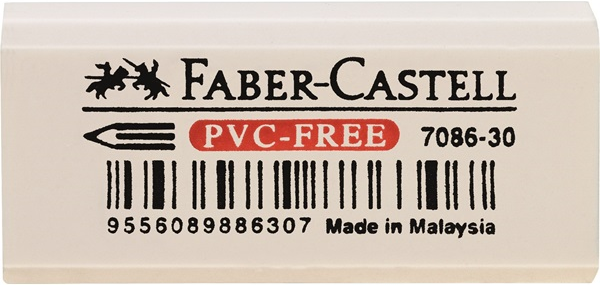 FABER-CASTELL
PVC-FREE 7086-30
9556089886307 Made in Malaysia